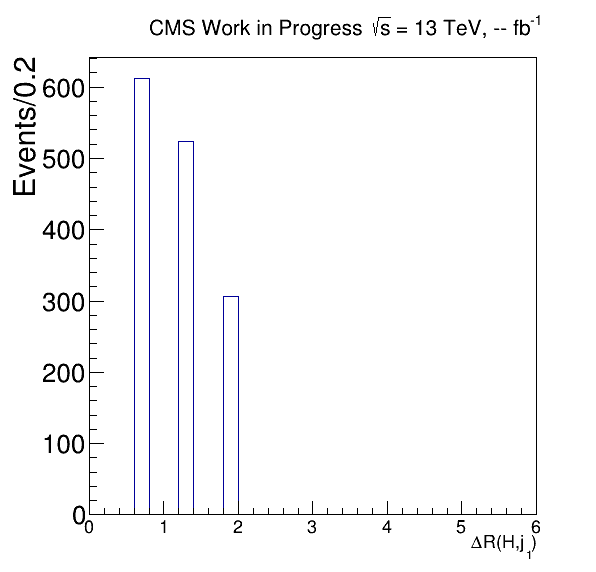 CMS Work in Progress √s = 13 TeV, -- fb⁻¹
Events/0.2
600
500
400
300
200
100
0
0 1 2 3 4 5 6
ΔR(H,j₁)